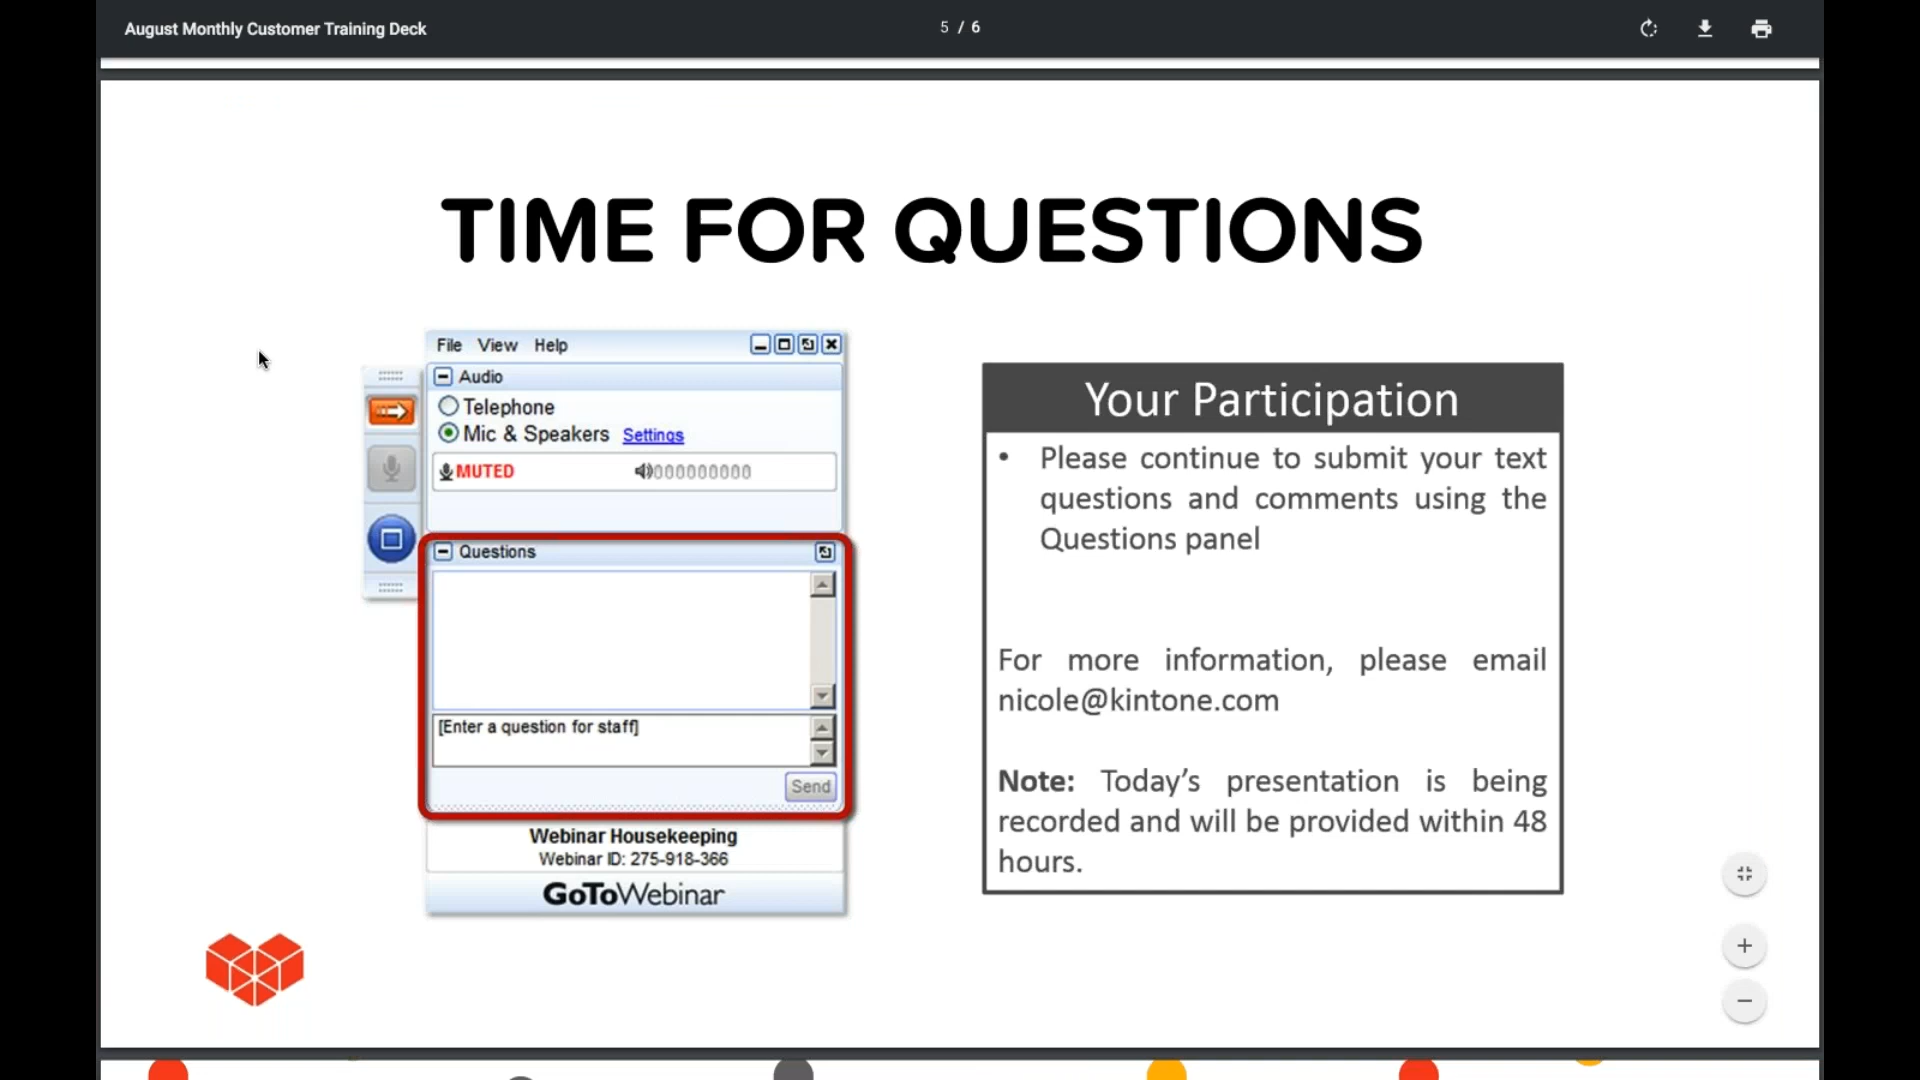 August Monthly Customer Training Deck
5 / 6
TIME FOR QUESTIONS
File View Help
Audio
Telephone
Mic & Speakers Settings
MUTED
Questions
[Enter a question for staff]
Send
Webinar Housekeeping
Webinar ID: 275-918-366
GoToWebinar
Your Participation
• Please continue to submit your text
questions and comments using the
Questions panel
For more information, please email
nicole@kintone.com
Note: Today's presentation is being
recorded and will be provided within 48
hours.